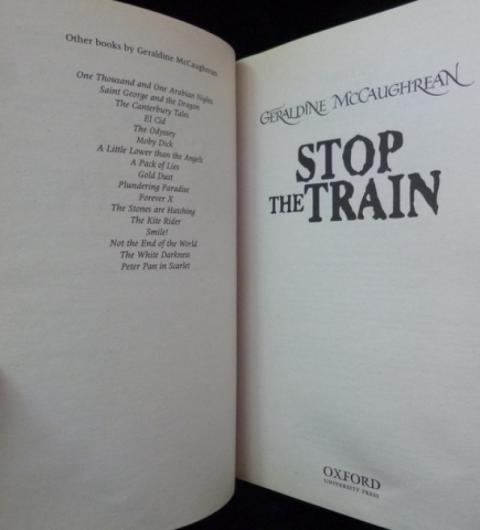 Other books by Geraldine McCaughrean
One Thousand and One Arabian Nights
Saint George and the Dragon
The Canterbury Tales
El Cid
The Odyssey
Moby Dick
A Little Lower than the Angels
A Pack of Lies
Gold Dust
Plundering Paradise
Forever X
The Stones are Hatching
The Kite Rider
Smile!
Not the End of the World
The White Darkness
Peter Pan in Scarlet
GERALDINE McCAUGHREAN
STOP
THE TRAIN
OXFORD
UNIVERSITY PRESS